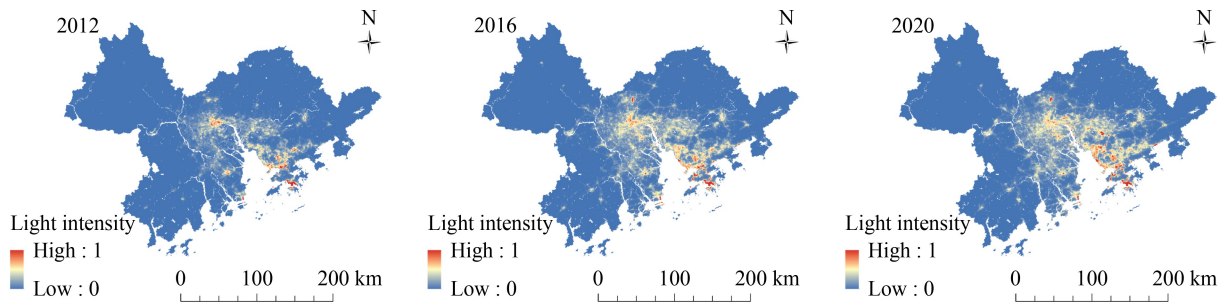 2012
N
Light intensity
High : 1
Low : 0
0 100 200 km
2016
N
Light intensity
High : 1
Low : 0
0 100 200 km
2020
N
Light intensity
High : 1
Low : 0
0 100 200 km